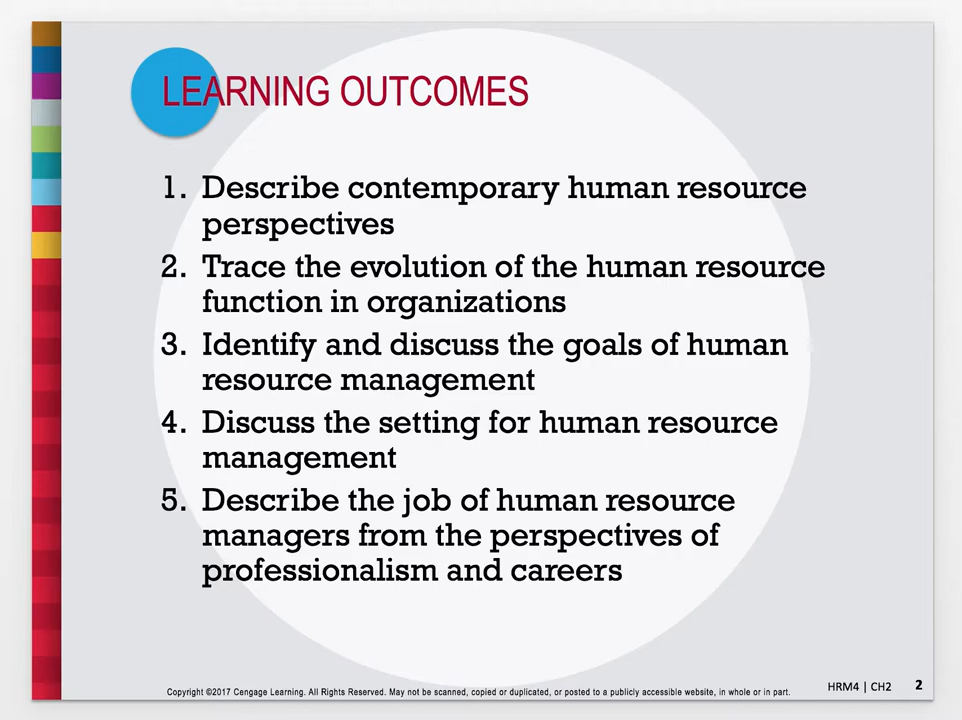 LEARNING OUTCOMES
1. Describe contemporary human resource
perspectives
2. Trace the evolution of the human resource
function in organizations
3. Identify and discuss the goals of human
resource management
4. Discuss the setting for human resource
management
5. Describe the job of human resource
managers from the perspectives of
professionalism and careers
Copyright ©2017 Cengage Learning. All Rights Reserved. May not be scanned, copied or duplicated, or posted to a publicly accessible website, in whole or in part.
HRM4 | CH2 2